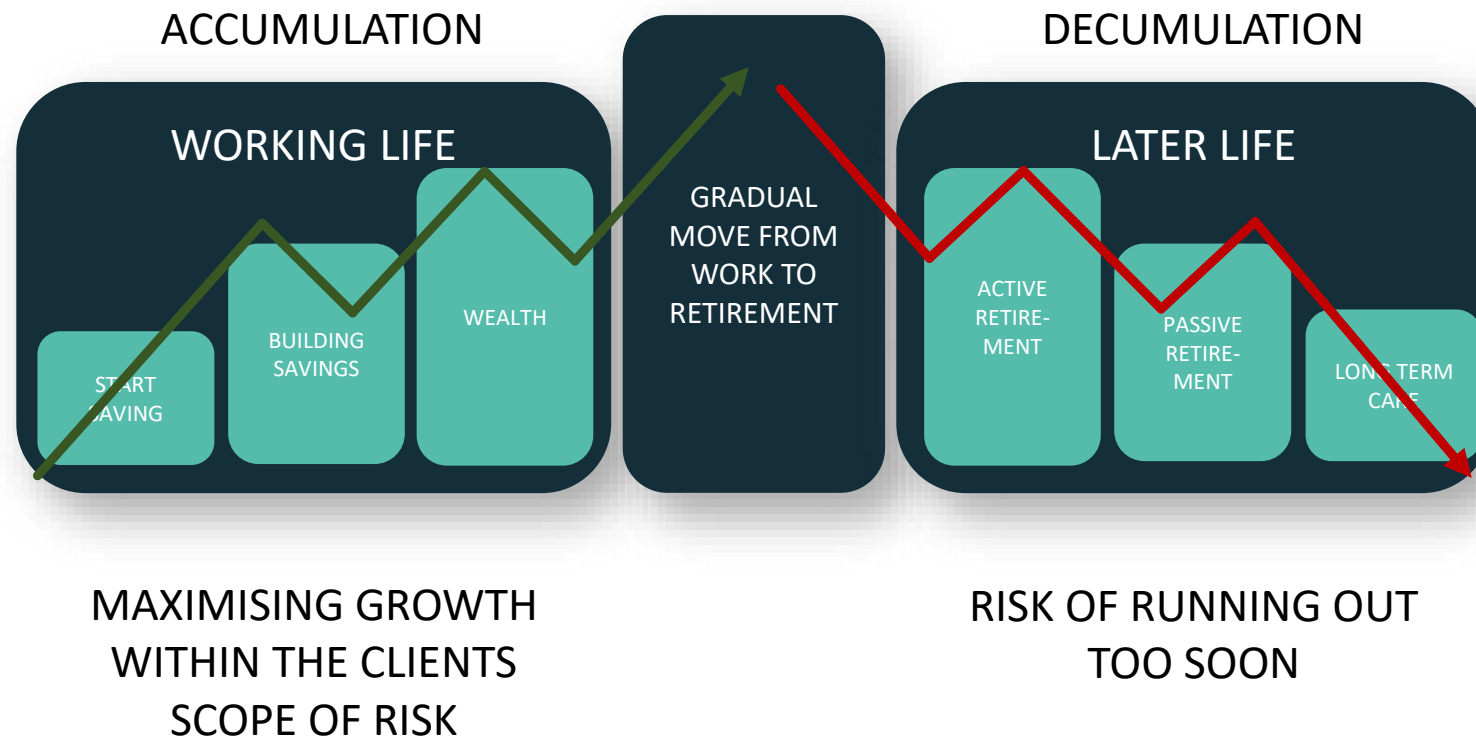 ACCUMULATION
WORKING LIFE
START
SAVING
BUILDING
SAVINGS
WEALTH
GRADUAL
MOVE FROM
WORK TO
RETIREMENT
DECUMULATION
LATER LIFE
ACTIVE
RETIRE-
MENT
PASSIVE
RETIRE-
MENT
LONG TERM
CARE
MAXIMISING GROWTH
WITHIN THE CLIENTS
SCOPE OF RISK
RISK OF RUNNING OUT
TOO SOON